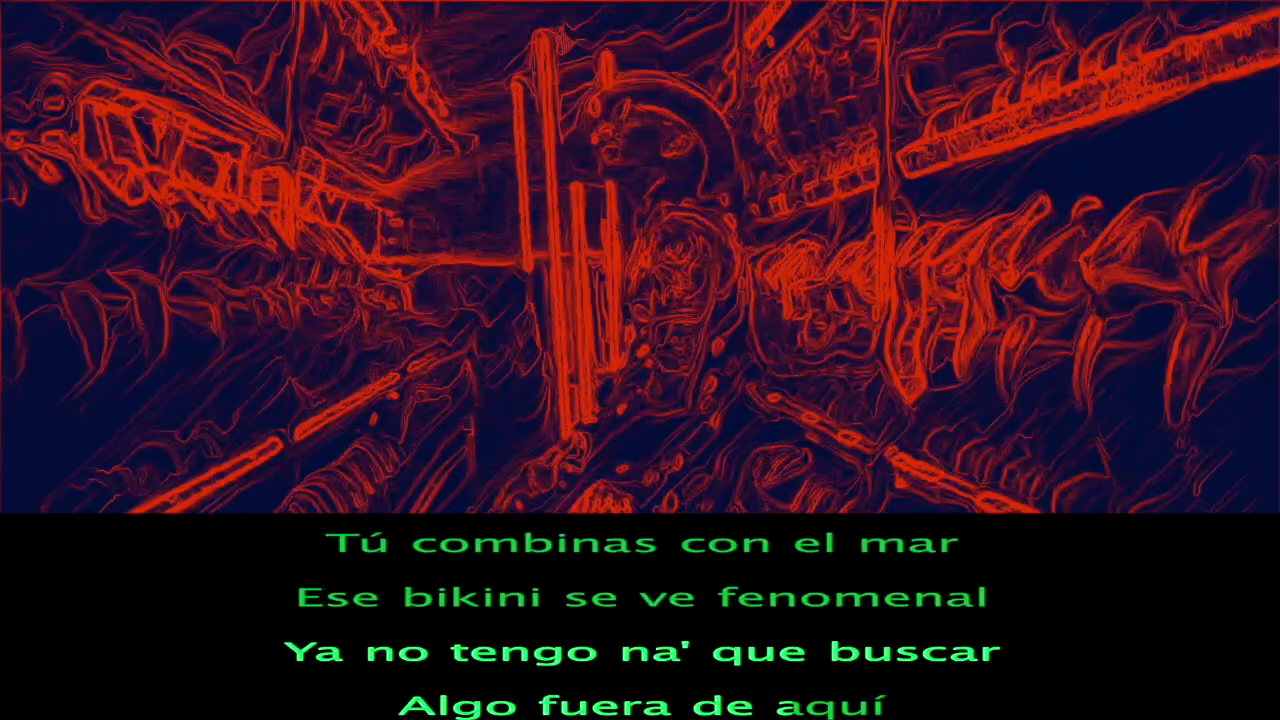 Tú combinas con el mar
Ese bikini se ve fenomenal
Ya no tengo na' que buscar
Algo fuera de aquí